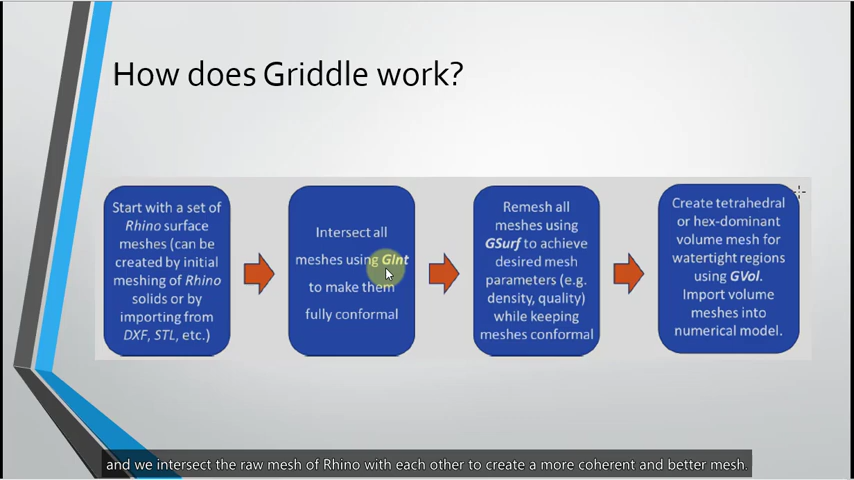 How does Griddle work?
Start with a set of
Rhino surface
meshes (can be
created by initial
meshing of Rhino
solids or by
importing from
DXF, STL, etc.)
Intersect all
meshes using GInt
to make them
fully conformal
Remesh all
meshes using
GSurf to achieve
desired mesh
parameters (e.g.
density, quality)
while keeping
meshes conformal
Create tetrahedral
or hex-dominant
volume mesh for
watertight regions
using GVol.
Import volume
meshes into
numerical model.
and we intersect the raw mesh of Rhino with each other to create a more coherent and better mesh.